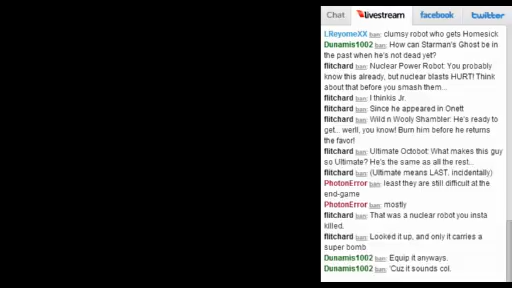 Chat livestream facebook twitter
LReyomeXX ban: clumsy robot who gets Homesick
Dunamis1002 ban: How can Starman's Ghost be in
the past when he's not dead yet?
flitchard ban: Nuclear Power Robot: You probably
know this already, but nuclear blasts HURT! Think
about that before you smash them...
flitchard ban: I thinkis Jr.
flitchard ban: Since he appeared in Onett
flitchard ban: Wild n Wooly Shambler: He's ready to
get... werll, you know! Burn him before he returns
the favor!
flitchard ban: Ultimate Octobot: What makes this guy
so Ultimate? He's the same as all the rest...
flitchard ban: (Ultimate means LAST, incidentally)
PhotonError ban: least they are still difficult at the
end-game
PhotonError ban: mostly
flitchard ban: That was a nuclear robot you insta
killed.
flitchard ban: Looked it up, and only it carries a
super bomb
Dunamis1002 ban: Equip it anyways.
Dunamis1002 ban: 'Cuz it sounds col.